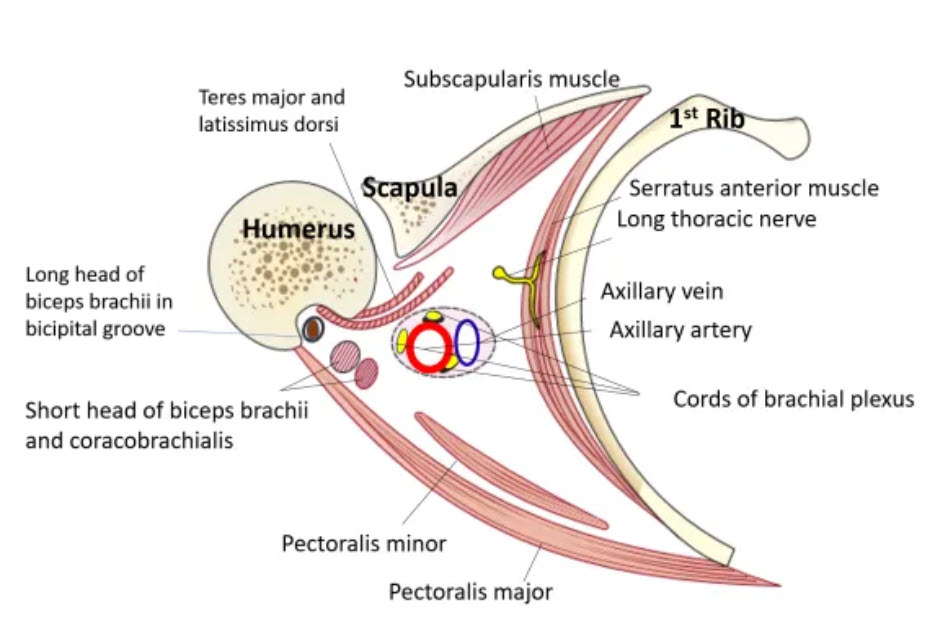 Subscapularis muscle
Teres major and
latissimus dorsi
1st Rib
Scapula
Serratus anterior muscle
Long thoracic nerve
Humerus
Long head of
biceps brachii in
bicipital groove
Axillary vein
Axillary artery
Cords of brachial plexus
Short head of biceps brachii
and coracobrachialis
Pectoralis minor
Pectoralis major